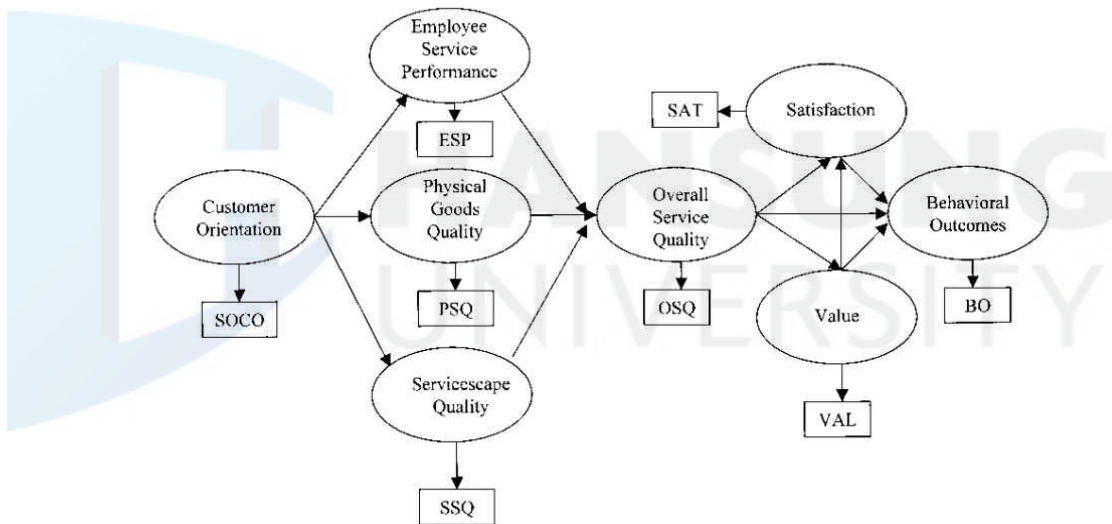 Employee
Service
Performance
ESP
Customer
Orientation
SOCO
Physical
Goods
Quality
PSQ
Servicescape
Quality
SSQ
Overall
Service
Quality
OSQ
SAT
Satisfaction
Value
VAL
Behavioral
Outcomes
BO
HANSUNG
UNIVERSITY